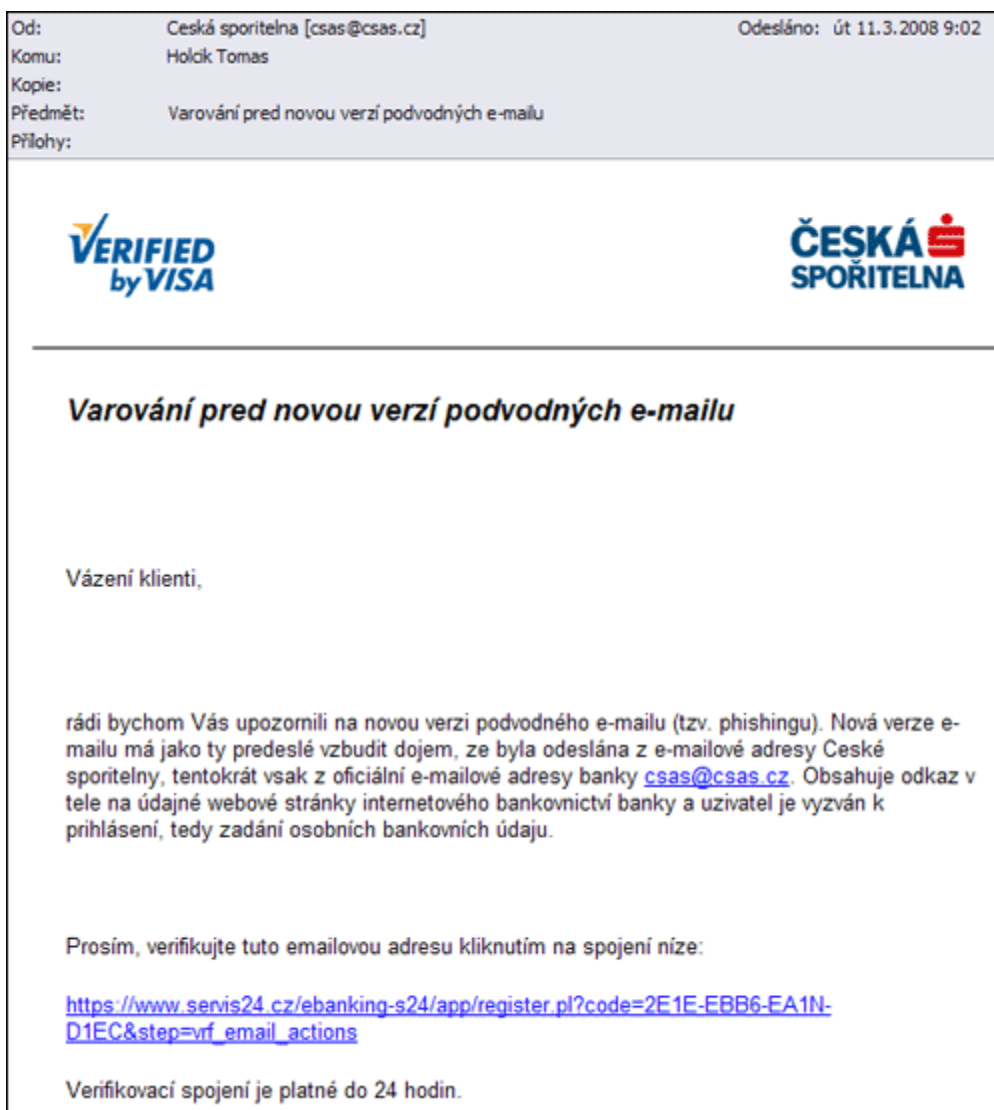 Od: Ceská sporitelna [csas@csas.cz] Odesláno: út 11.3.2008 9:02
Komu: Holcik Tomas
Kopie:
Předmět: Varování pred novou verzí podvodných e-mailu
Přílohy:
VERIFIED
by VISA
ČESKÁ
SPOŘITELNA
Varování pred novou verzí podvodných e-mailu
Vázení klienti,
rádi bychom Vás upozornili na novou verzi podvodného e-mailu (tzv. phishingu). Nová verze e-
mailu má jako ty predeslé vzbudit dojem, ze byla odeslána z e-mailové adresy Ceské
sporitelny, tentokrát vsak z oficiální e-mailové adresy banky csas@csas.cz. Obsahuje odkaz v
tele na údajné webové stránky internetového bankovnictví banky a uzivatel je vyzván k
prihlásení, tedy zadání osobních bankovních údaju.
Prosím, verifikujte tuto emailovou adresu kliknutím na spojení níze:
https://www.servis24.cz/ebanking-s24/app/register.pl?code=2E1E-EBB6-EA1N-
D1EC&step=vrf_email_actions
Verifikovací spojení je platné do 24 hodin.